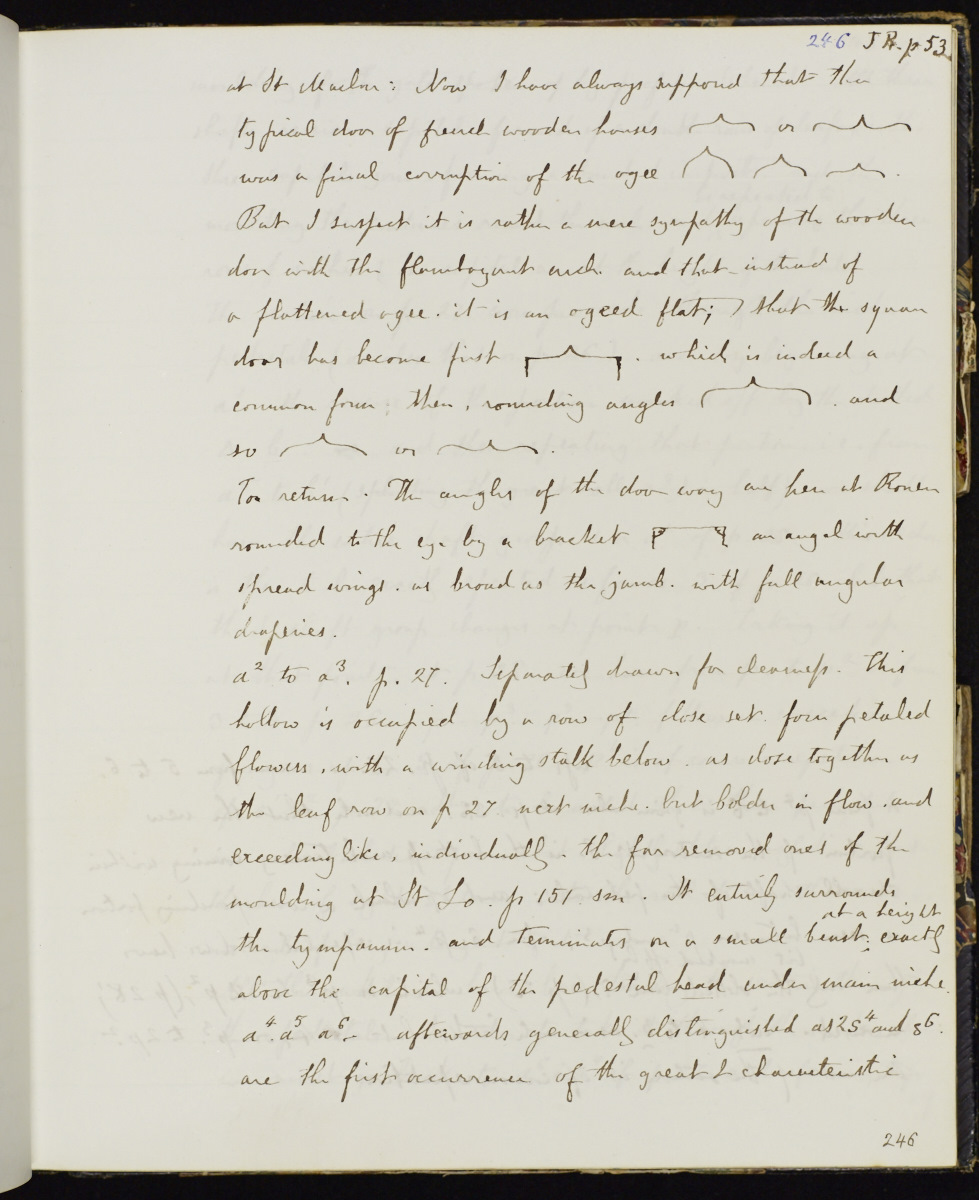 246 J R. p 53
at St Maclou: Now I have always supposed that the
typical door of french wooden houses or
was a final corruption of the ogee
But I suspect it is rather a mere sympathy of the wooden
door with the flamboyant arch. and that instead of
a flattened ogee. it is an ogeed flat; that the square
door has become first . which is indeed a
common form; then, rounding angles . and
so or .
To return. The angles of the door way are here at Rouen
rounded to the eye by a bracket an angel with
spread wings. as broad as the jamb. with full angular
draperies.
a2 to a3. p. 27. Separately drawn for clearness. This
hollow is occupied by a row of close set. four petaled
flowers, with a winding stalk below. as close together as
the leaf row on p 27 next niche. but bolder in flow. and
exceeding like, individually. the far removed ones of the
moulding at St Lo. p 151. sm. It entirely surrounds
at a height
the tympanum. and terminates on a small beast; exactly
above the capital of the pedestal head under main niche.
a4. a5 a6. afterwards generally distinguished as 25 4 and 86.
are the first occurrence of the great & characteristic
246